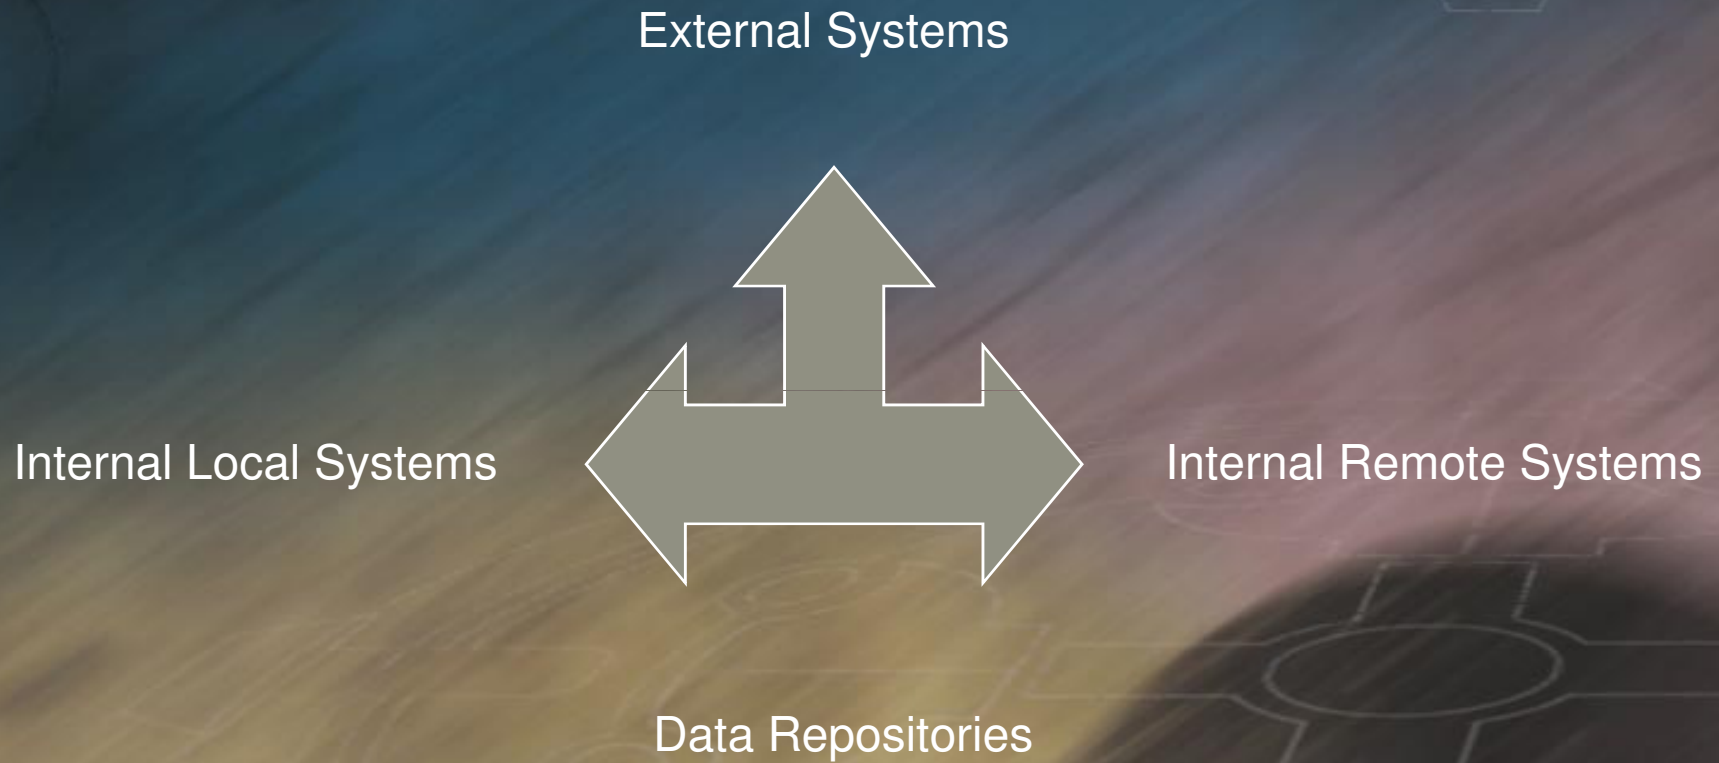 External Systems
Internal Local Systems
Internal Remote Systems
Data Repositories